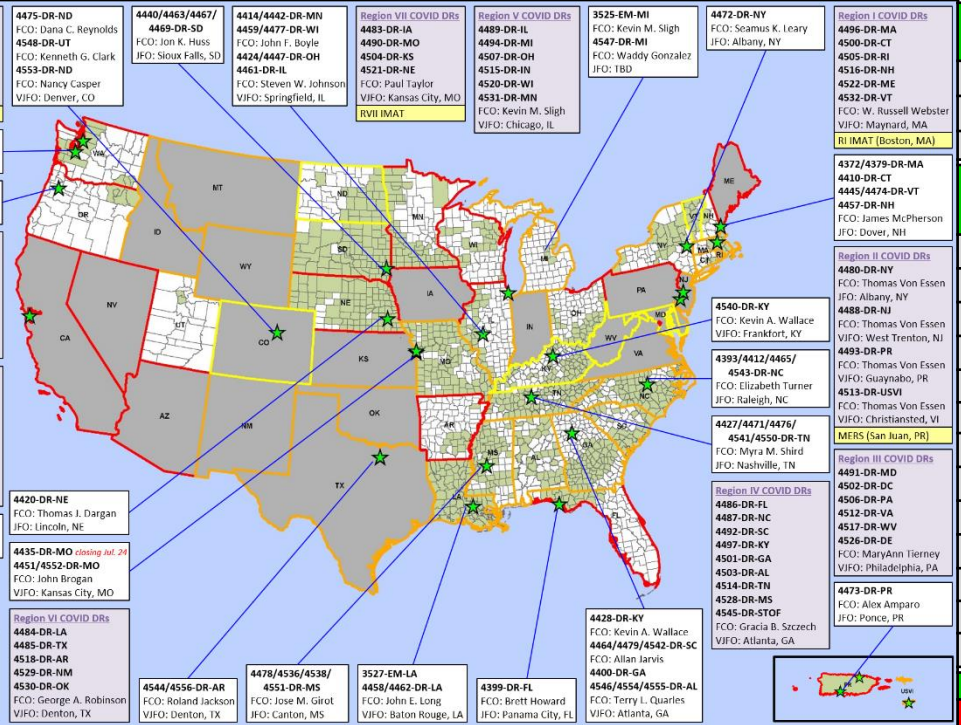 4475-DR-ND
FCO: Dana C. Reynolds
4548-DR-UT
FCO: Kenneth G. Clark
4553-DR-ND
FCO: Nancy Casper
VJFO: Denver, CO
4440/4463/4467/
4469-DR-SD
FCO: Jon K. Huss
JFO: Sioux Falls, SD
4414/4442-DR-MN
4459/4477-DR-WI
FCO: John F. Boyle
4424/4447-DR-OH
4461-DR-IL
FCO: Steven W. Johnson
VJFO: Springfield, IL
Region VII COVID DRs
4483-DR-IA
4490-DR-MO
4504-DR-KS
4521-DR-NE
FCO: Paul Taylor
VJFO: Kansas City, MO
RVII IMAT
Region V COVID DRs
4489-DR-IL
4494-DR-MI
4507-DR-OH
4515-DR-IN
4520-DR-WI
4531-DR-MN
FCO: Kevin M. Sligh
VJFO: Chicago, IL
3525-EM-MI
FCO: Kevin M. Sligh
4547-DR-MI
FCO: Waddy Gonzalez
JFO: TBD
4472-DR-NY
FCO: Seamus K. Leary
JFO: Albany, NY
Region I COVID DRs
4496-DR-MA
4500-DR-CT
4505-DR-RI
4516-DR-NH
4522-DR-ME
4532-DR-VT
FCO: W. Russell Webster
VJFO: Maynard, MA
RI IMAT (Boston, MA)
4372/4379-DR-MA
4410-DR-CT
4445/4474-DR-VT
4457-DR-NH
FCO: James McPherson
JFO: Dover, NH
Region II COVID DRs
4480-DR-NY
FCO: Thomas Von Essen
JFO: Albany, NY
4488-DR-NJ
FCO: Thomas Von Essen
VJFO: West Trenton, NJ
4493-DR-PR
FCO: Thomas Von Essen
VJFO: Guaynabo, PR
4513-DR-USVI
FCO: Thomas Von Essen
VJFO: Christiansted, VI
MERS (San Juan, PR)
WA
MT
ND
MN
ME
OR
ID
WY
SD
WI
MI
NY
VT
NH
MA
CT
RI
NV
UT
CO
NE
IA
IN
OH
PA
NJ
MD
CA
KS
MO
KY
WV
VA
AZ
NM
OK
AR
TN
NC
SC
TX
LA
MS
AL
GA
FL
4540-DR-KY
FCO: Kevin A. Wallace
VJFO: Frankfort, KY
4393/4412/4465/
4543-DR-NC
FCO: Elizabeth Turner
JFO: Raleigh, NC
4427/4471/4476/
4541/4550-DR-TN
FCO: Myra M. Shird
JFO: Nashville, TN
Region III COVID DRs
4491-DR-MD
4502-DR-DC
4506-DR-PA
4512-DR-VA
4517-DR-WV
4526-DR-DE
FCO: MaryAnn Tierney
VJFO: Philadelphia, PA
Region IV COVID DRs
4486-DR-FL
4487-DR-NC
4492-DR-SC
4497-DR-KY
4501-DR-GA
4503-DR-AL
4514-DR-TN
4528-DR-MS
4545-DR-STOF
FCO: Gracia B. Szczech
VJFO: Atlanta, GA
4420-DR-NE
FCO: Thomas J. Dargan
JFO: Lincoln, NE
4435-DR-MO closing Jul. 24
4451/4552-DR-MO
FCO: John Brogan
VJFO: Kansas City, MO
Region VI COVID DRs
4484-DR-LA
4485-DR-TX
4518-DR-AR
4529-DR-NM
4530-DR-OK
FCO: George A. Robinson
VJFO: Denton, TX
4544/4556-DR-AR
FCO: Roland Jackson
VJFO: Denton, TX
4478/4536/4538/
4551-DR-MS
FCO: Jose M. Girot
JFO: Canton, MS
3527-EM-LA
4458/4462-DR-LA
FCO: John E. Long
VJFO: Baton Rouge, LA
4399-DR-FL
FCO: Brett Howard
JFO: Panama City, FL
4428-DR-KY
FCO: Kevin A. Wallace
4464/4479/4542-DR-SC
FCO: Allan Jarvis
4400-DR-GA
4546/4554/4555-DR-AL
FCO: Terry L. Quarles
VJFO: Atlanta, GA
4473-DR-PR
FCO: Alex Amparo
JFO: Ponce, PR
USVI